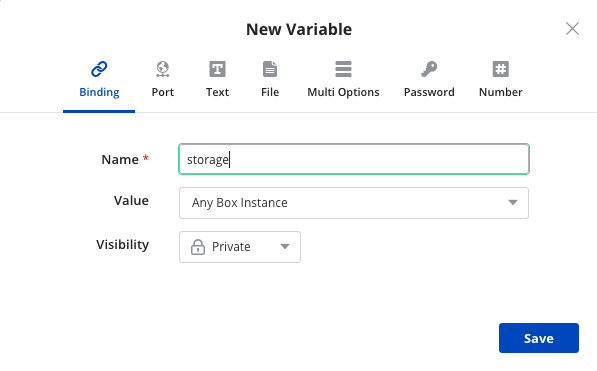 New Variable
Binding Port Text File Multi Options Password Number
Name * storage
Value Any Box Instance
Visibility Private
Save